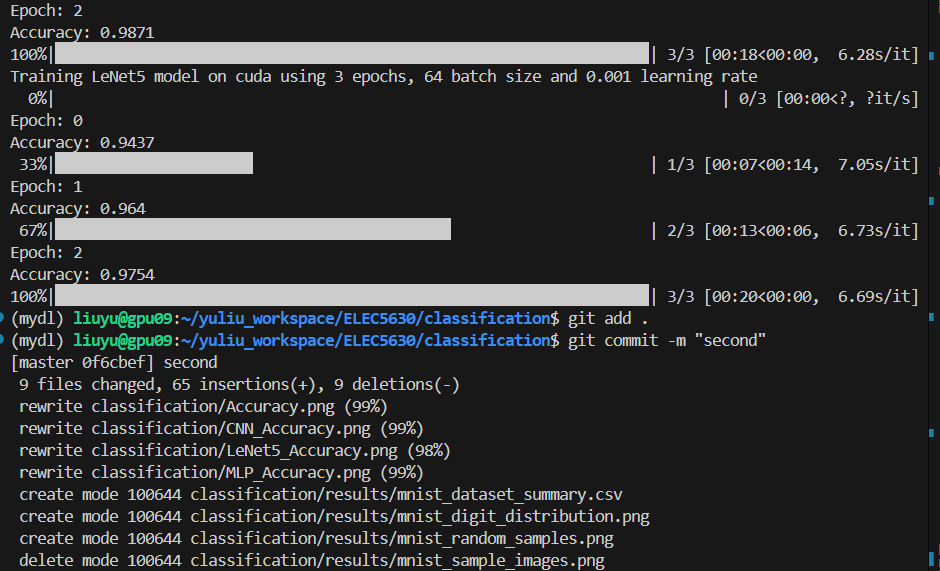 Epoch: 2
Accuracy: 0.9871
100%| | 3/3 [00:18<00:00, 6.28s/it]
Training LeNet5 model on cuda using 3 epochs, 64 batch size and 0.001 learning rate
0%| | 0/3 [00:00<?, ?it/s]
Epoch: 0
Accuracy: 0.9437
33%| | 1/3 [00:07<00:14, 7.05s/it]
Epoch: 1
Accuracy: 0.964
67%| | 2/3 [00:13<00:06, 6.73s/it]
Epoch: 2
Accuracy: 0.9754
100%| | 3/3 [00:20<00:00, 6.69s/it]
(mydl) liuyu@gpu09:~/yuliu_workspace/ELEC5630/classification$ git add .
(mydl) liuyu@gpu09:~/yuliu_workspace/ELEC5630/classification$ git commit -m "second"
[master 0f6cbef] second
9 files changed, 65 insertions(+), 9 deletions(-)
rewrite classification/Accuracy.png (99%)
rewrite classification/CNN_Accuracy.png (99%)
rewrite classification/LeNet5_Accuracy.png (98%)
rewrite classification/MLP_Accuracy.png (99%)
create mode 100644 classification/results/mnist_dataset_summary.csv
create mode 100644 classification/results/mnist_digit_distribution.png
create mode 100644 classification/results/mnist_random_samples.png
delete mode 100644 classification/mnist_sample_images.png